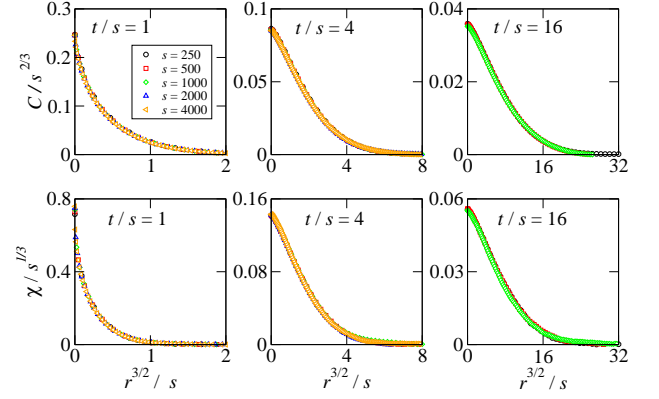 C / s^{2/3}
0.3
0.2
0.1
0
0 1 2
t / s = 1
s = 250
s = 500
s = 1000
s = 2000
s = 4000
0.1
0.05
0
0 4 8
t / s = 4
0.04
0.02
0
0 16 32
t / s = 16
χ / s^{1/3}
0.8
0.4
0
0 1 2
t / s = 1
r^{3/2} / s
0.16
0.08
0
0 4 8
t / s = 4
r^{3/2} / s
0.06
0.03
0
0 16 32
t / s = 16
r^{3/2} / s